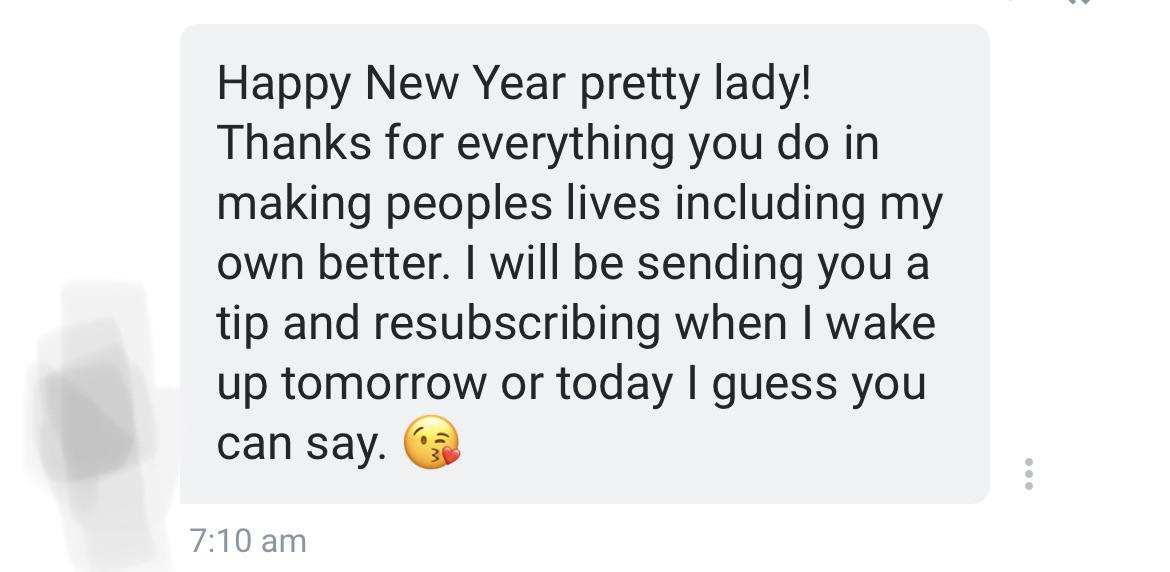 Happy New Year pretty lady!
Thanks for everything you do in
making peoples lives including my
own better. I will be sending you a
tip and resubscribing when I wake
up tomorrow or today I guess you
can say. 😘
7:10 am